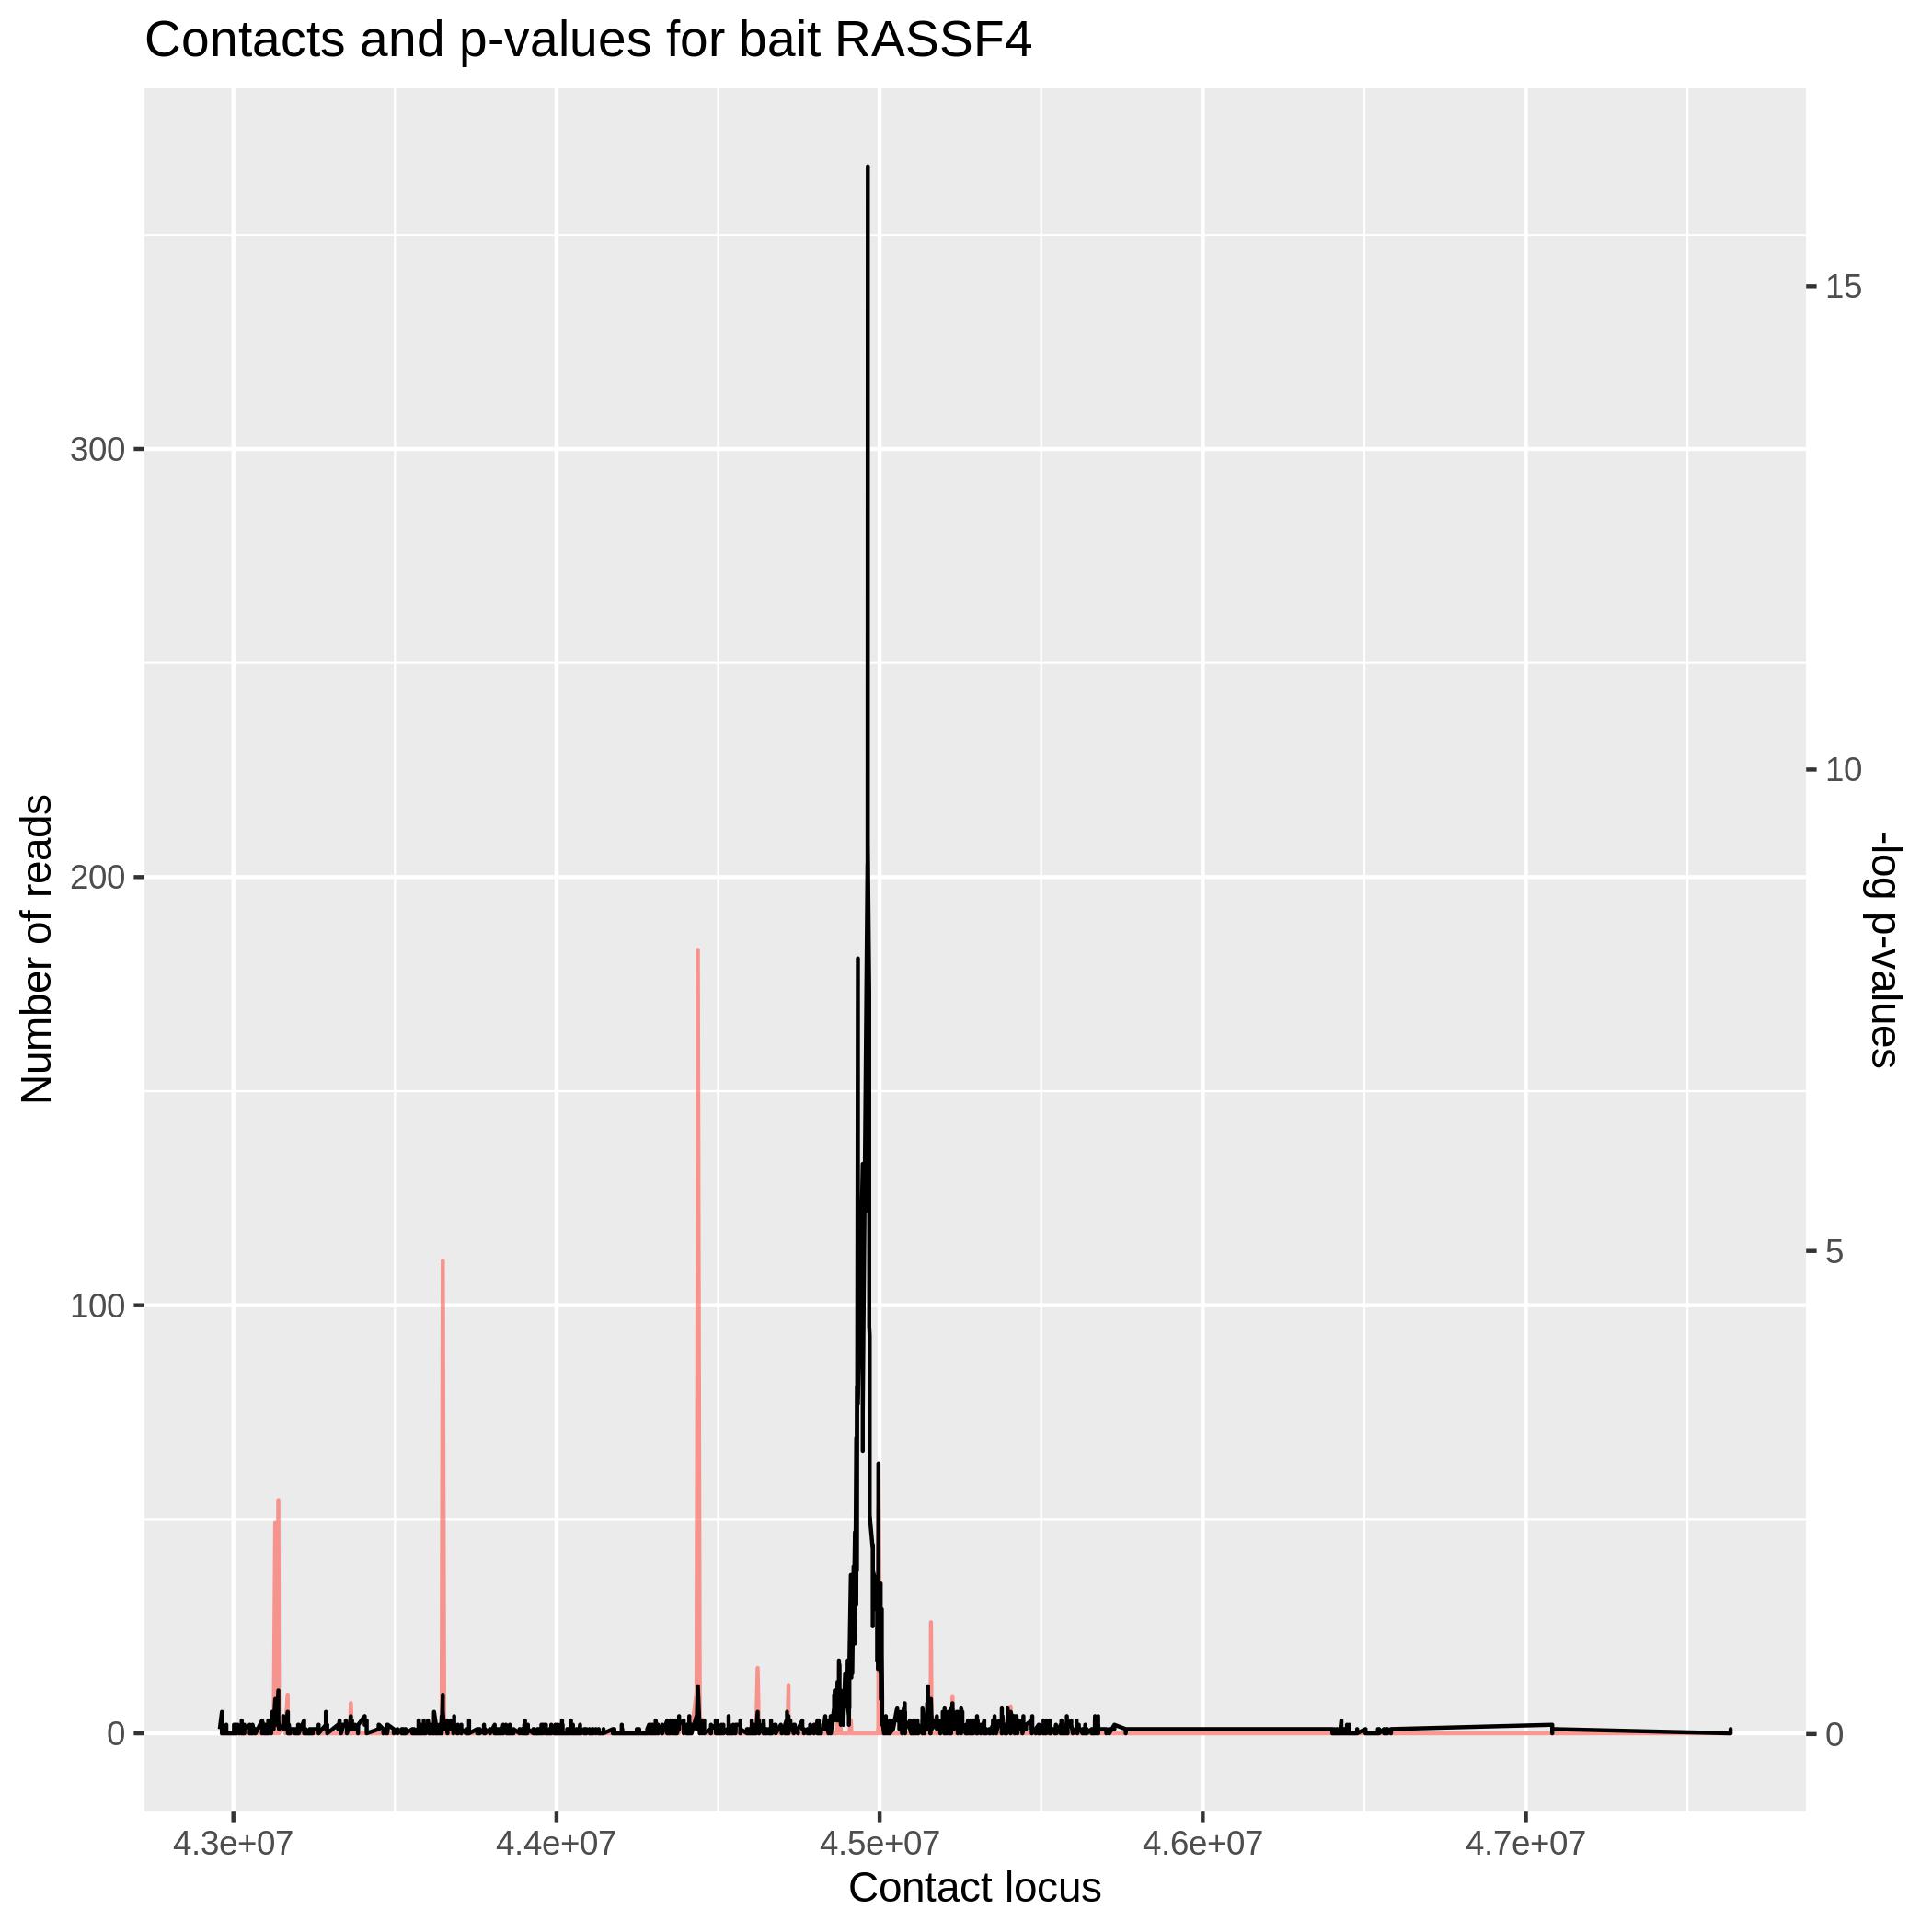 Contacts and p-values for bait RASSF4
Number of reads
300
200
100
0
15
10
5
0
-log p-values
4.3e+07
4.4e+07
4.5e+07
4.6e+07
4.7e+07
Contact locus